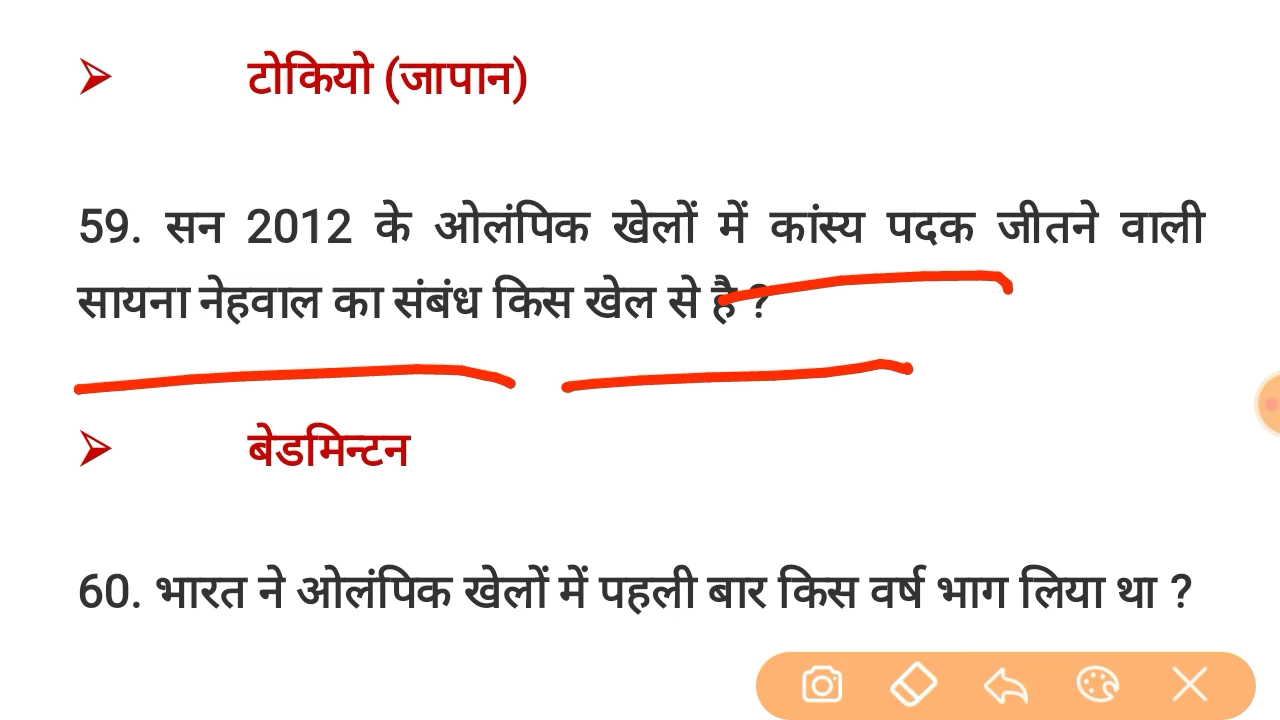 टोकियो (जापान)
59. सन 2012 के ओलंपिक खेलों में कांस्य पदक जीतने वाली
सायना नेहवाल का संबंध किस खेल से है ?
बेडमिन्टन
60. भारत ने ओलंपिक खेलों में पहली बार किस वर्ष भाग लिया था ?